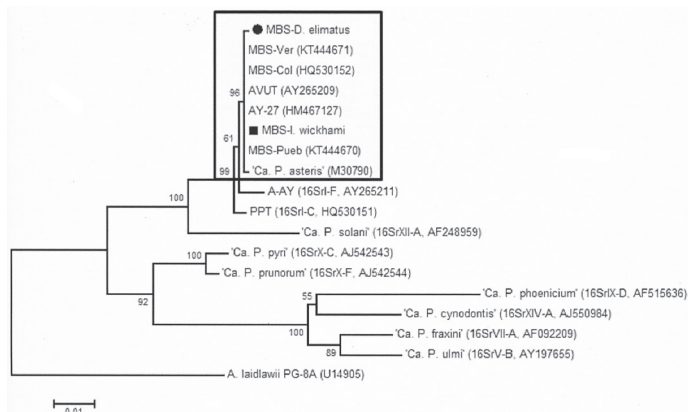 MBS-D. elimatus
MBS-Ver (KT444671)
MBS-Col (HQ530152)
96
AVUT (AY265209)
AY-27 (HM467127)
MBS-I. wickhami
61
MBS-Pueb (KT444670)
99
'Ca. P. asteris' (M30790)
A-AY (16SrI-F, AY265211)
100
PPT (16SrI-C, HQ530151)
'Ca. P. solani' (16SrXII-A, AF248959)
100
'Ca. P. pyri' (16SrX-C, AJ542543)
'Ca. P. prunorum' (16SrX-F, AJ542544)
92
55
'Ca. P. phoenicium' (16SrIX-D, AF515636)
'Ca. P. cynodontis' (16SrXIV-A, AJ550984)
100
'Ca. P. fraxini' (16SrVII-A, AF092209)
89
'Ca. P. ulmi' (16SrV-B, AY197655)
A. laidlawii PG-8A (U14905)
0.01